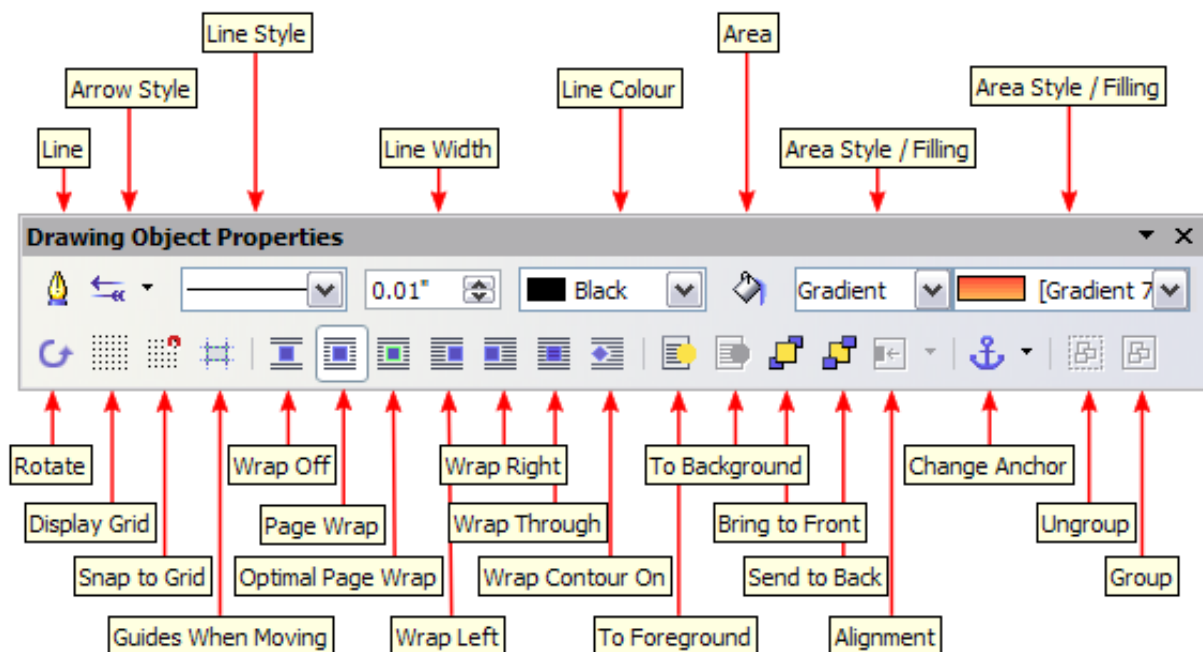 Line Style
Area
Arrow Style
Line Colour
Area Style / Filling
Line
Line Width
Area Style / Filling
Drawing Object Properties
0.01"
Black
Gradient
[Gradient 7
Rotate
Wrap Off
Wrap Right
To Background
Change Anchor
Display Grid
Page Wrap
Wrap Through
Bring to Front
Ungroup
Snap to Grid
Optimal Page Wrap
Wrap Contour On
Send to Back
Group
Guides When Moving
Wrap Left
To Foreground
Alignment